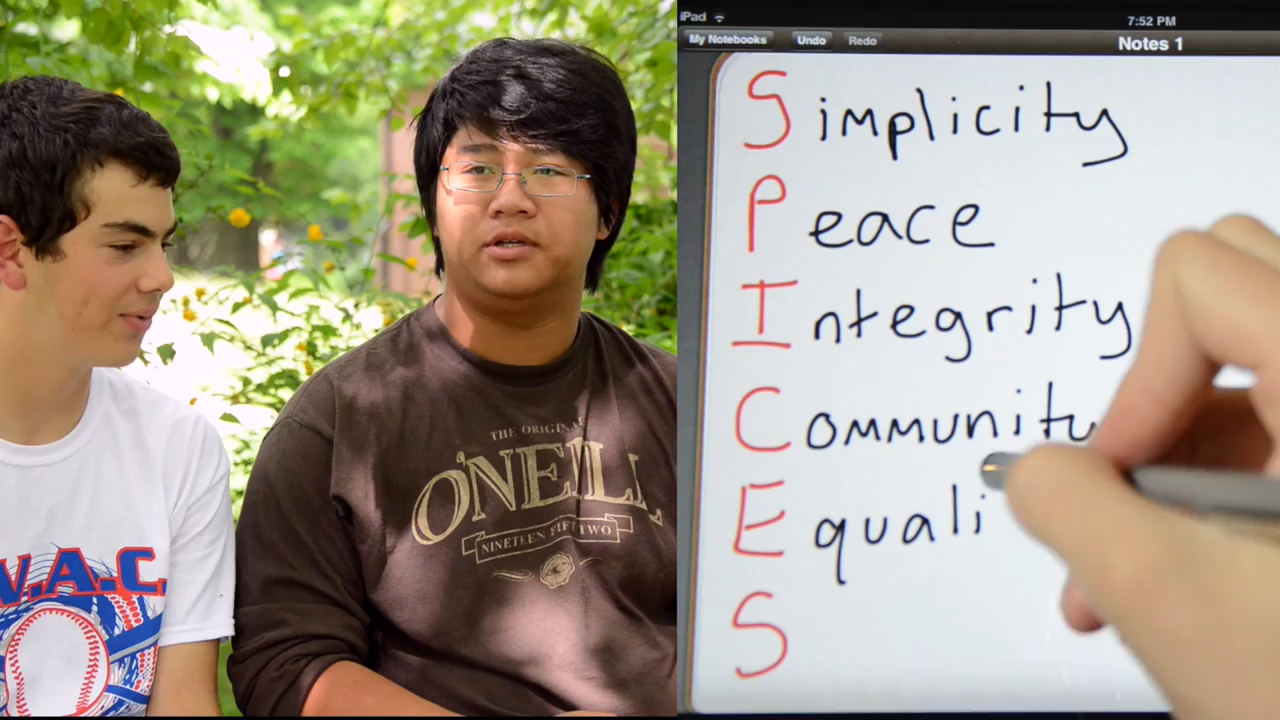 iPad 7:52 PM
My Notebooks Undo Redo Notes 1
Simplicity
Peace
Integrity
Community
Equali
S
THE ORIGINAL
O'NEILL
NINETEEN FIFTY TWO
V.A.C.